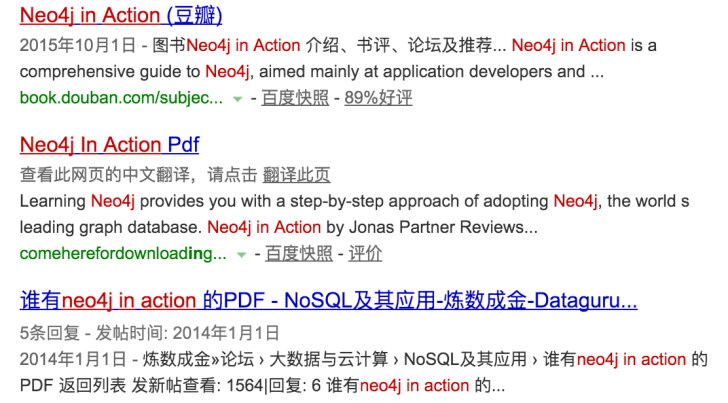 Neo4j in Action (豆瓣)
2015年10月1日 - 图书Neo4j in Action 介绍、书评、论坛及推荐... Neo4j in Action is a
comprehensive guide to Neo4j, aimed mainly at application developers and ...
book.douban.com/subjec... - 百度快照 - 89%好评
Neo4j In Action Pdf
查看此网页的中文翻译，请点击 翻译此页
Learning Neo4j provides you with a step-by-step approach of adopting Neo4j, the world s
leading graph database. Neo4j in Action by Jonas Partner Reviews...
comeherefordownloading... - 百度快照 - 评价
谁有neo4j in action 的PDF - NoSQL及其应用-炼数成金-Dataguru...
5条回复 - 发帖时间: 2014年1月1日
2014年1月1日 - 炼数成金»论坛 › 大数据与云计算 › NoSQL及其应用 › 谁有neo4j in action 的
PDF 返回列表 发新帖查看: 1564|回复: 6 谁有neo4j in action 的...